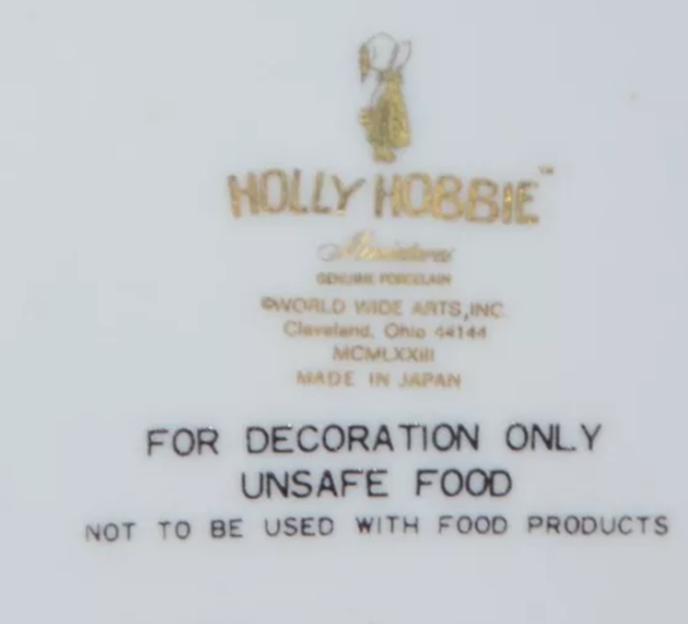 HOLLY HOBBIE™
Miniatures
GENUINE PORCELAIN
©WORLD WIDE ARTS, INC.
Cleveland, Ohio 44144
MCMLXXIII
MADE IN JAPAN
FOR DECORATION ONLY
UNSAFE FOOD
NOT TO BE USED WITH FOOD PRODUCTS